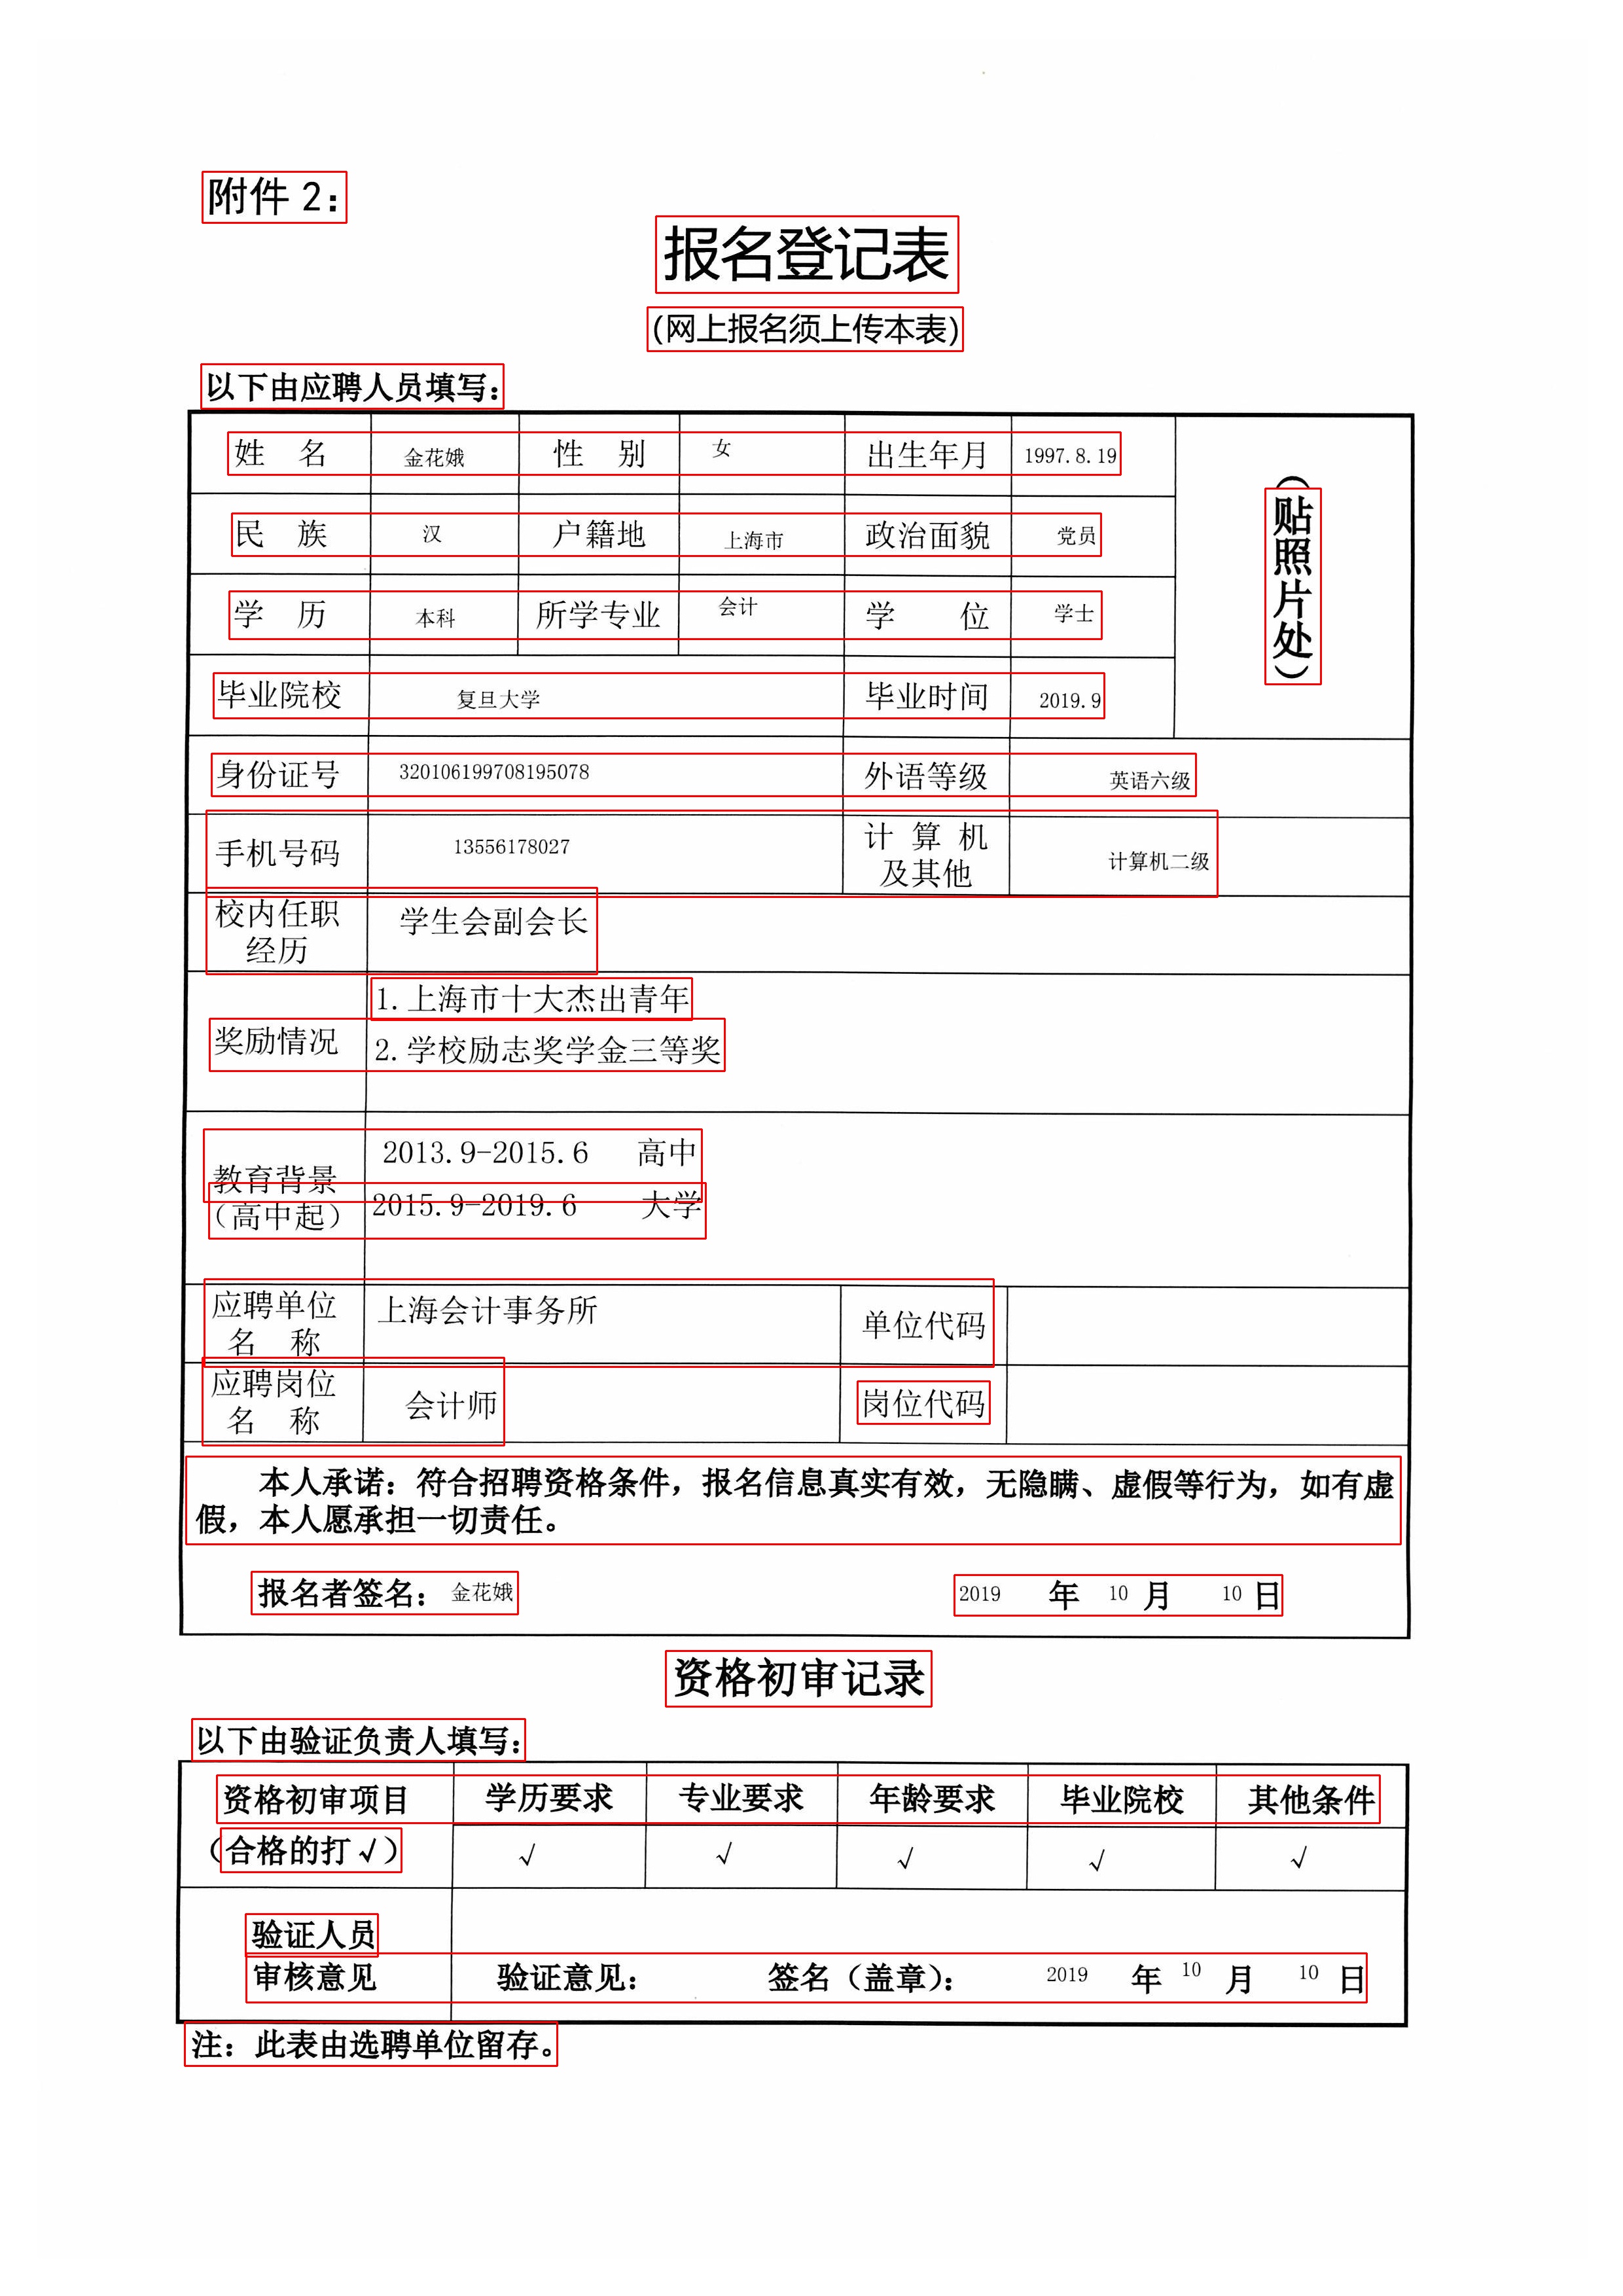 附件 2：
报名登记表
(网上报名须上传本表)
以下由应聘人员填写：
姓 名 金花娥 性 别 女 出生年月 1997.8.19
（贴照片处）
民 族 汉 户籍地 上海市 政治面貌 党员
学 历 本科 所学专业 会计 学 位 学士
毕业院校 复旦大学 毕业时间 2019.9
身份证号 320106199708195078 外语等级 英语六级
手机号码 13556178027 计 算 机
及其他 计算机二级
校内任职
经历 学生会副会长
奖励情况 1.上海市十大杰出青年
2.学校励志奖学金三等奖
教育背景 2013.9-2015.6 高中
（高中起） 2015.9-2019.6 大学
应聘单位
名 称 上海会计事务所 单位代码
应聘岗位
名 称 会计师 岗位代码
本人承诺：符合招聘资格条件，报名信息真实有效，无隐瞒、虚假等行为，如有虚
假，本人愿承担一切责任。
报名者签名： 金花娥 2019 年 10 月 10 日
资格初审记录
以下由验证负责人填写：
资格初审项目 学历要求 专业要求 年龄要求 毕业院校 其他条件
（合格的打√） √ √ √ √ √
验证人员
审核意见 验证意见： 签名（盖章）： 2019 年 10 月 10 日
注：此表由选聘单位留存。